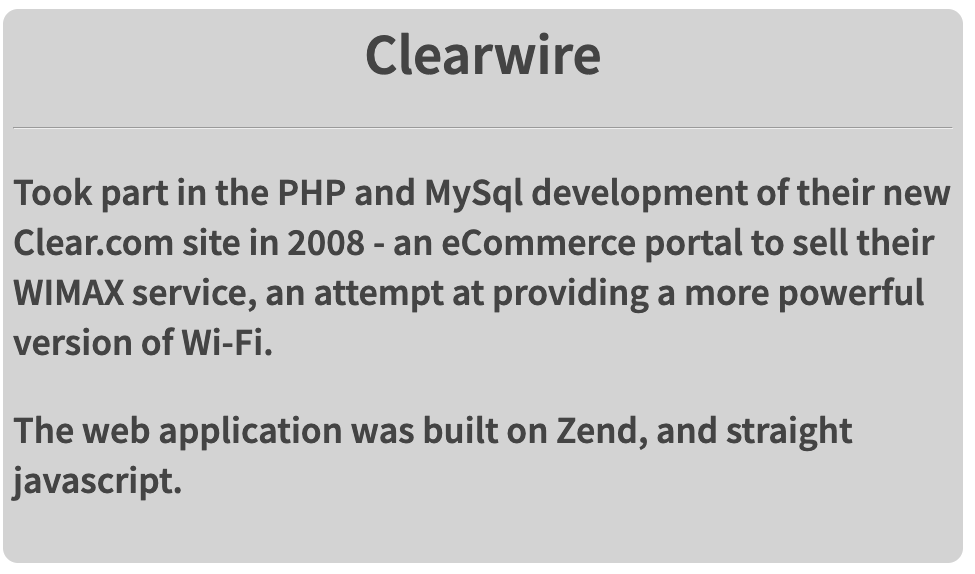 Clearwire
Took part in the PHP and MySql development of their new
Clear.com site in 2008 - an eCommerce portal to sell their
WIMAX service, an attempt at providing a more powerful
version of Wi-Fi.
The web application was built on Zend, and straight
javascript.